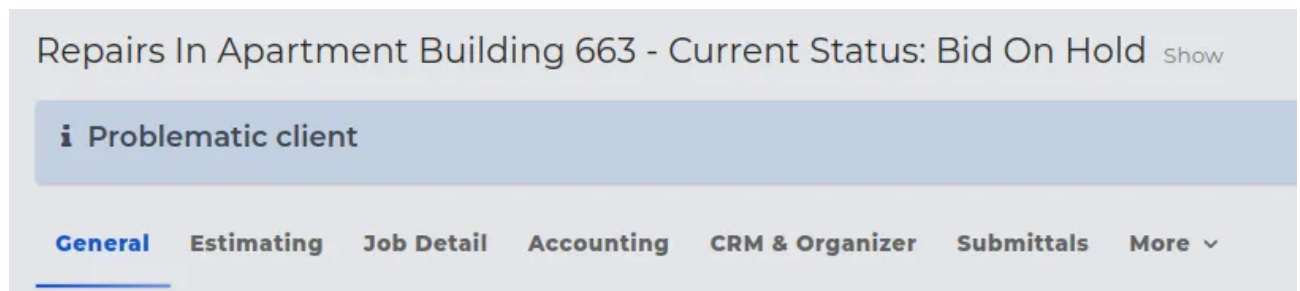 Repairs In Apartment Building 663 - Current Status: Bid On Hold Show
Problematic client
General Estimating Job Detail Accounting CRM & Organizer Submittals More